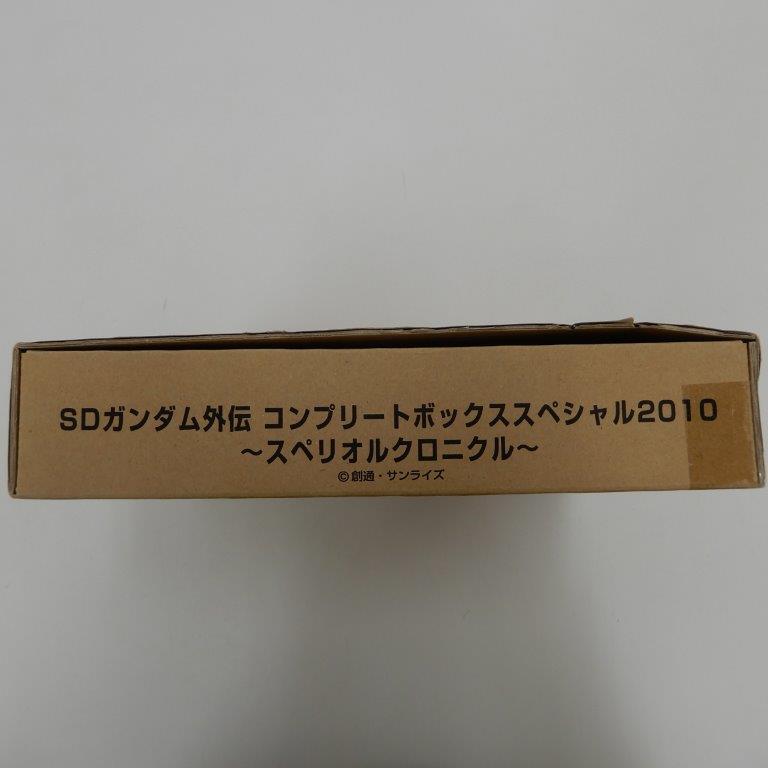 SDガンダム外伝 コンプリートボックススペシャル2010
～スペリオルクロニクル～
©創通・サンライズ